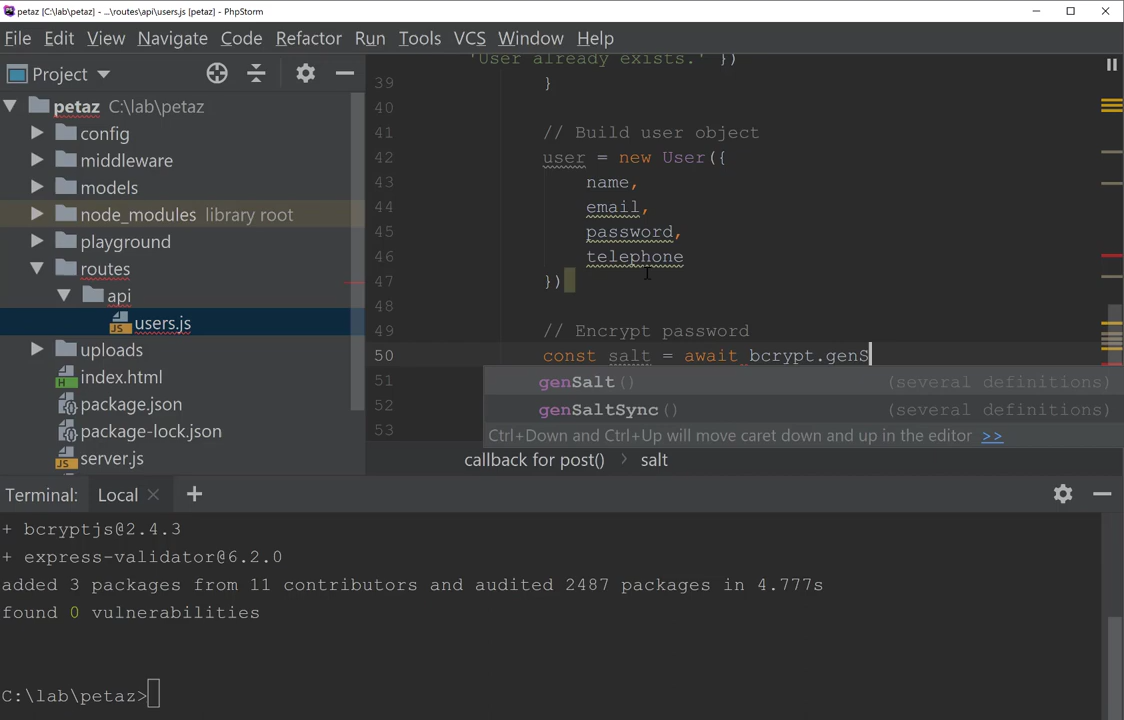 petaz [C:\lab\petaz] - ...\routes\api\users.js [petaz] - PhpStorm
File Edit View Navigate Code Refactor Run Tools VCS Window Help
Project
petaz C:\lab\petaz
config
middleware
models
node_modules library root
playground
routes
api
JS users.js
uploads
H index.html
package.json
package-lock.json
JS server.js
'User already exists.' })
39 }
40
41 // Build user object
42 user = new User({
43 name,
44 email,
45 password,
46 telephone
47 })
48
49 // Encrypt password
50 const salt = await bcrypt.genS
51
52
53
genSalt() (several definitions)
genSaltSync() (several definitions)
Ctrl+Down and Ctrl+Up will move caret down and up in the editor >>
callback for post() › salt
Terminal: Local × +
+ bcryptjs@2.4.3
+ express-validator@6.2.0
added 3 packages from 11 contributors and audited 2487 packages in 4.777s
found 0 vulnerabilities
C:\lab\petaz>